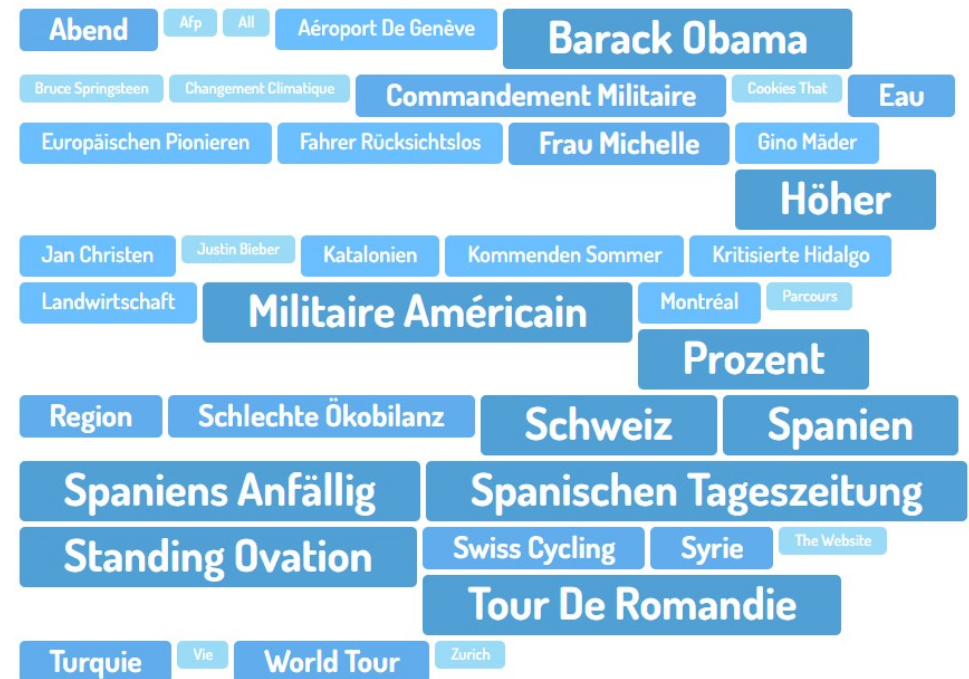 Abend Afp All Aéroport De Genève Barack Obama
Bruce Springsteen Changement Climatique Commandement Militaire Cookies That Eau
Europäischen Pionieren Fahrer Rücksichtslos Frau Michelle Gino Mäder
Höher
Jan Christen Justin Bieber Katalonien Kommenden Sommer Kritisierte Hidalgo
Landwirtschaft Militaire Américain Montréal Parcours
Prozent
Region Schlechte Ökobilanz Schweiz Spanien
Spaniens Anfällig Spanischen Tageszeitung
Standing Ovation Swiss Cycling Syrie The Website
Tour De Romandie
Turquie Vie World Tour Zurich